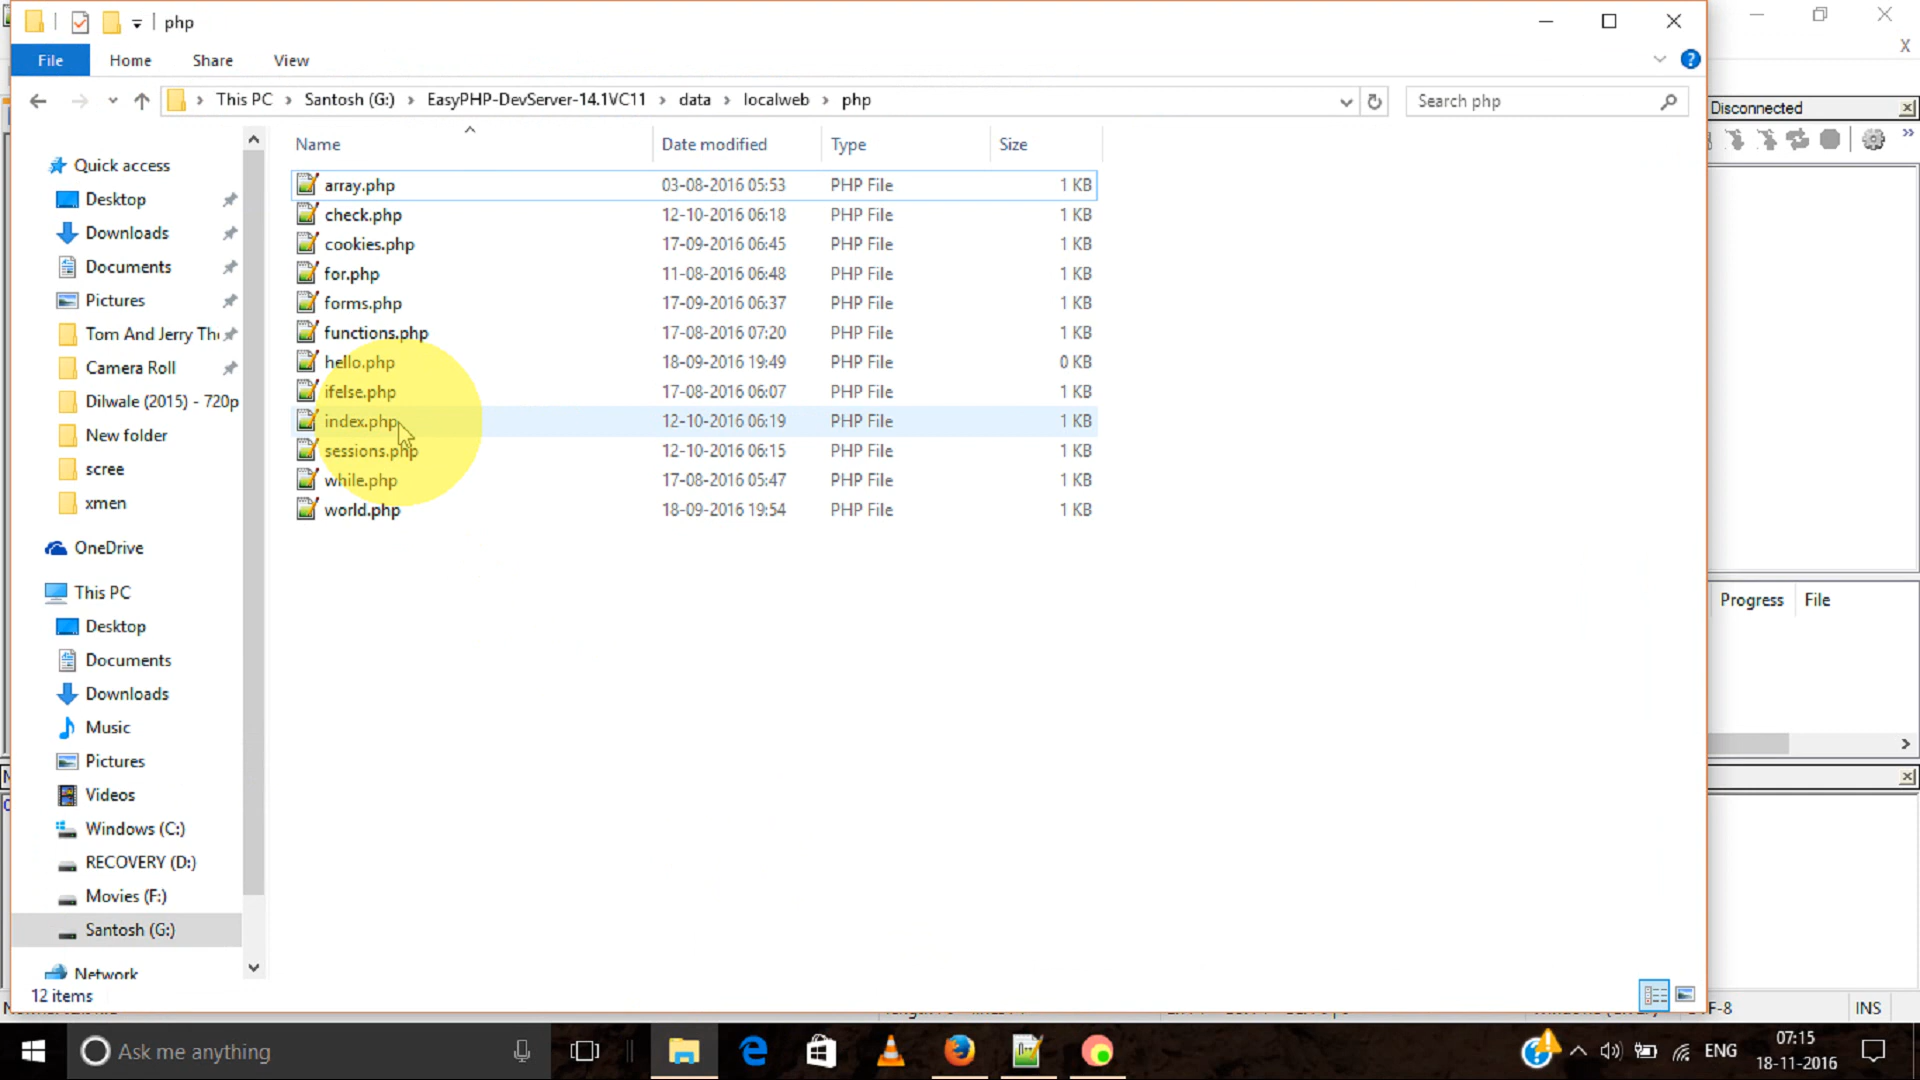 php
File Home Share View
This PC Santosh (G:) EasyPHP-DevServer-14.1VC11 data localweb php
Search php
Disconnected
Name Date modified Type Size
array.php 03-08-2016 05:53 PHP File 1 KB
check.php 12-10-2016 06:18 PHP File 1 KB
cookies.php 17-09-2016 06:45 PHP File 1 KB
for.php 11-08-2016 06:48 PHP File 1 KB
forms.php 17-09-2016 06:37 PHP File 1 KB
functions.php 17-08-2016 07:20 PHP File 1 KB
hello.php 18-09-2016 19:49 PHP File 0 KB
ifelse.php 17-08-2016 06:07 PHP File 1 KB
index.php 12-10-2016 06:19 PHP File 1 KB
sessions.php 12-10-2016 06:15 PHP File 1 KB
while.php 17-08-2016 05:47 PHP File 1 KB
world.php 18-09-2016 19:54 PHP File 1 KB
Quick access
Desktop
Downloads
Documents
Pictures
Tom And Jerry The
Camera Roll
Dilwale (2015) - 720p
New folder
scree
xmen
OneDrive
This PC
Desktop
Documents
Downloads
Music
Pictures
Videos
Windows (C:)
RECOVERY (D:)
Movies (F:)
Santosh (G:)
Network
12 items
Progress File
F-8 INS
Ask me anything
ENG
07:15
18-11-2016